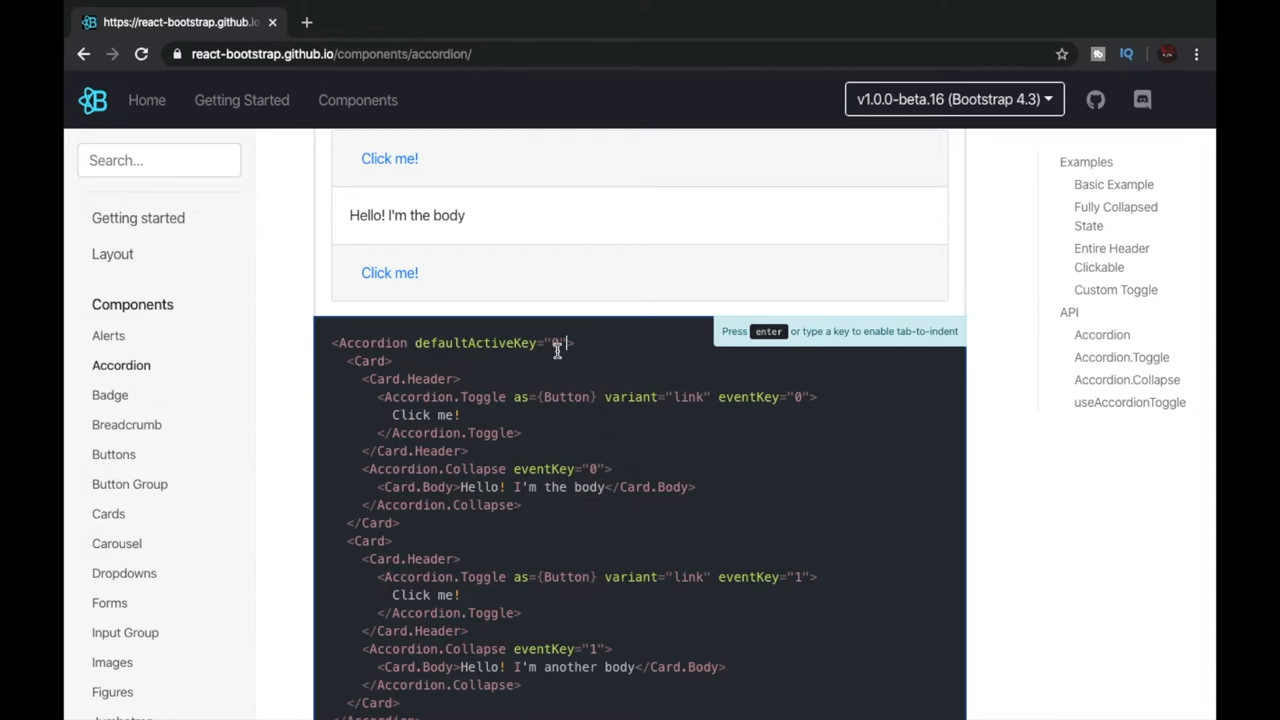 https://react-bootstrap.github.io
react-bootstrap.github.io/components/accordion/
IQ
B
Home
Getting Started
Components
v1.0.0-beta.16 (Bootstrap 4.3)
Search...
Getting started
Layout
Components
Alerts
Accordion
Badge
Breadcrumb
Buttons
Button Group
Cards
Carousel
Dropdowns
Forms
Input Group
Images
Figures
Click me!
Hello! I'm the body
Click me!
Press enter or type a key to enable tab-to-indent
<Accordion defaultActiveKey="0">
<Card>
<Card.Header>
<Accordion.Toggle as={Button} variant="link" eventKey="0">
Click me!
</Accordion.Toggle>
</Card.Header>
<Accordion.Collapse eventKey="0">
<Card.Body>Hello! I'm the body</Card.Body>
</Accordion.Collapse>
</Card>
<Card>
<Card.Header>
<Accordion.Toggle as={Button} variant="link" eventKey="1">
Click me!
</Accordion.Toggle>
</Card.Header>
<Accordion.Collapse eventKey="1">
<Card.Body>Hello! I'm another body</Card.Body>
</Accordion.Collapse>
</Card>
Examples
Basic Example
Fully Collapsed
State
Entire Header
Clickable
Custom Toggle
API
Accordion
Accordion.Toggle
Accordion.Collapse
useAccordionToggle